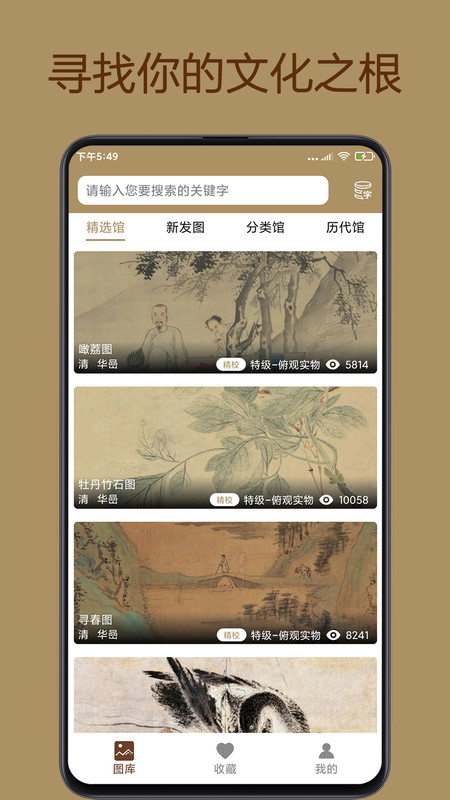 寻找你的文化之根
下午5:49
请输入您要搜索的关键字
字
精选馆 新发图 分类馆 历代馆
噉荔图
清 华喦
精校 特级-俯观实物 5814
牡丹竹石图
清 华喦
精校 特级-俯观实物 10058
寻春图
清 华喦
精校 特级-俯观实物 8241
图库 收藏 我的